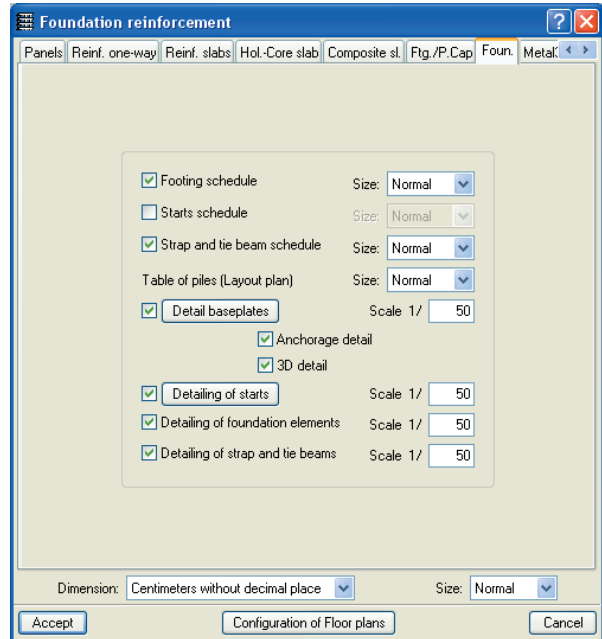 Foundation reinforcement
Panels Reinf. one-way Reinf. slabs Hol.-Core slab Composite sl. Ftg./P.Cap Foun. Metal
Footing schedule Size: Normal
Starts schedule Size: Normal
Strap and tie beam schedule Size: Normal
Table of piles (Layout plan) Size: Normal
Detail baseplates Scale 1/ 50
Anchorage detail
3D detail
Detailing of starts Scale 1/ 50
Detailing of foundation elements Scale 1/ 50
Detailing of strap and tie beams Scale 1/ 50
Dimension: Centimeters without decimal place Size: Normal
Accept Configuration of Floor plans Cancel